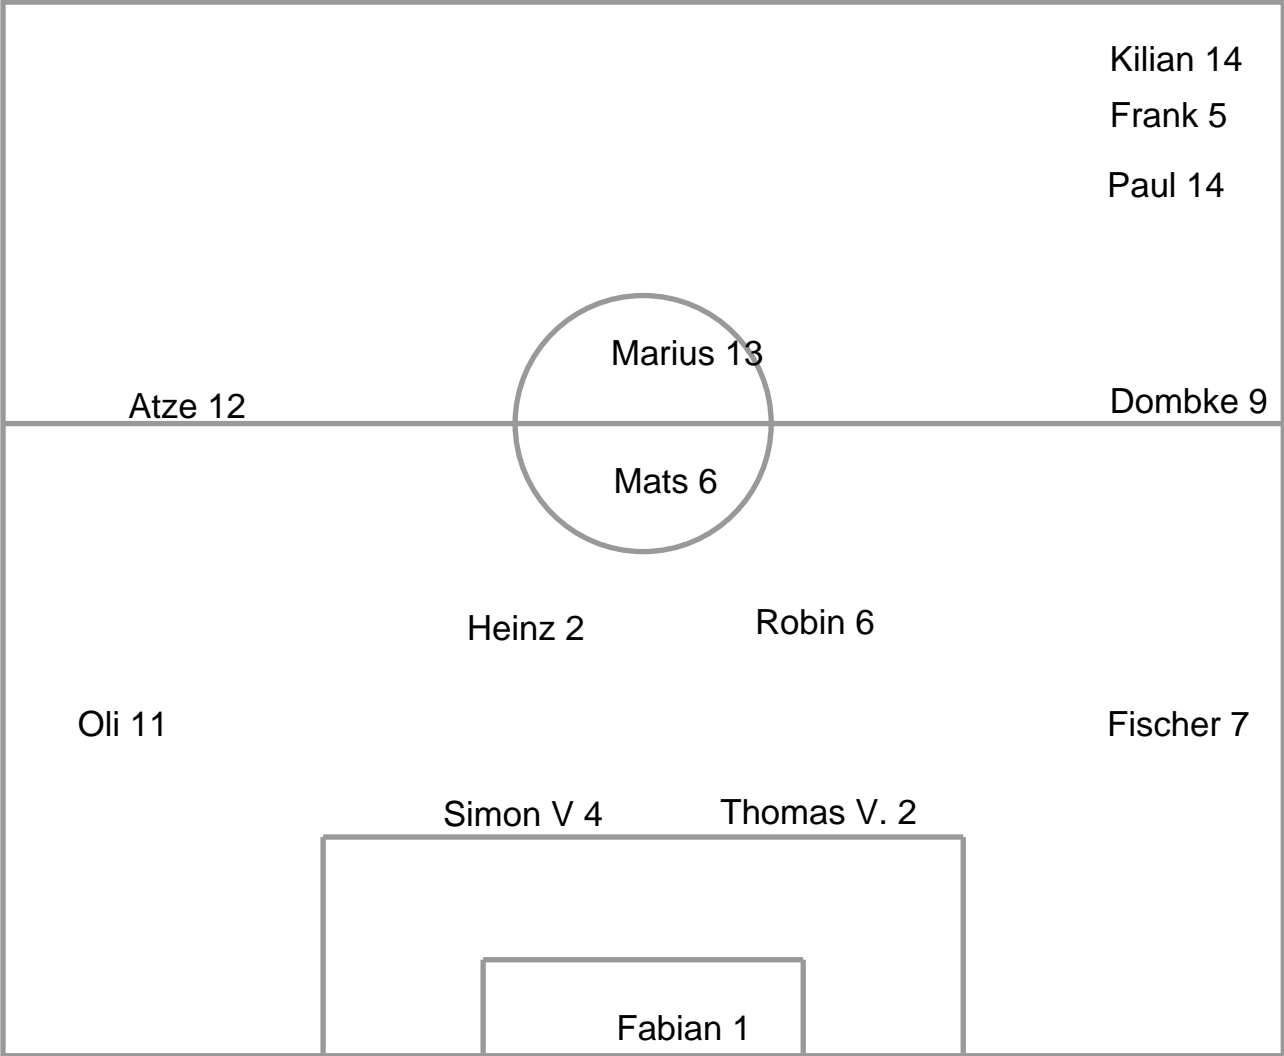 Kilian 14
Frank 5
Paul 14
Marius 13
Atze 12
Dombke 9
Mats 6
Heinz 2
Robin 6
Oli 11
Fischer 7
Simon V 4
Thomas V. 2
Fabian 1